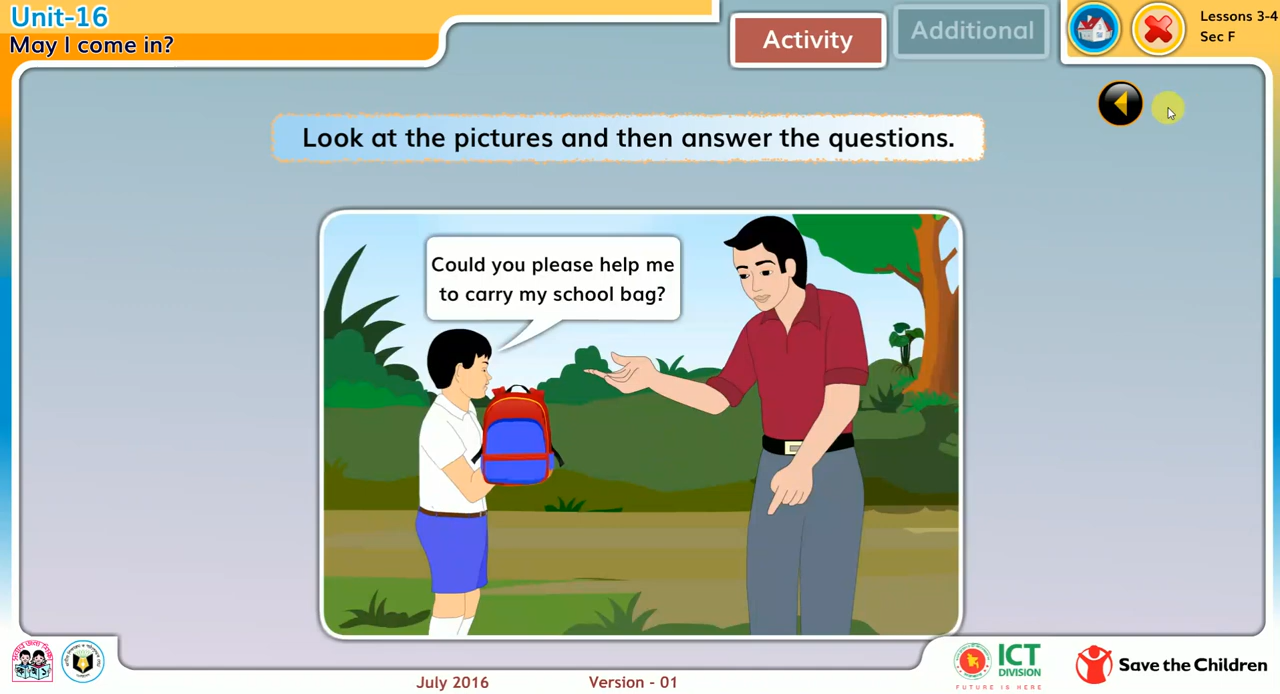 Unit-16
May I come in?
Activity
Additional
Lessons 3-4
Sec F
Look at the pictures and then answer the questions.
Could you please help me
to carry my school bag?
ICT
DIVISION
FUTURE IS HERE
Save the Children
July 2016
Version - 01